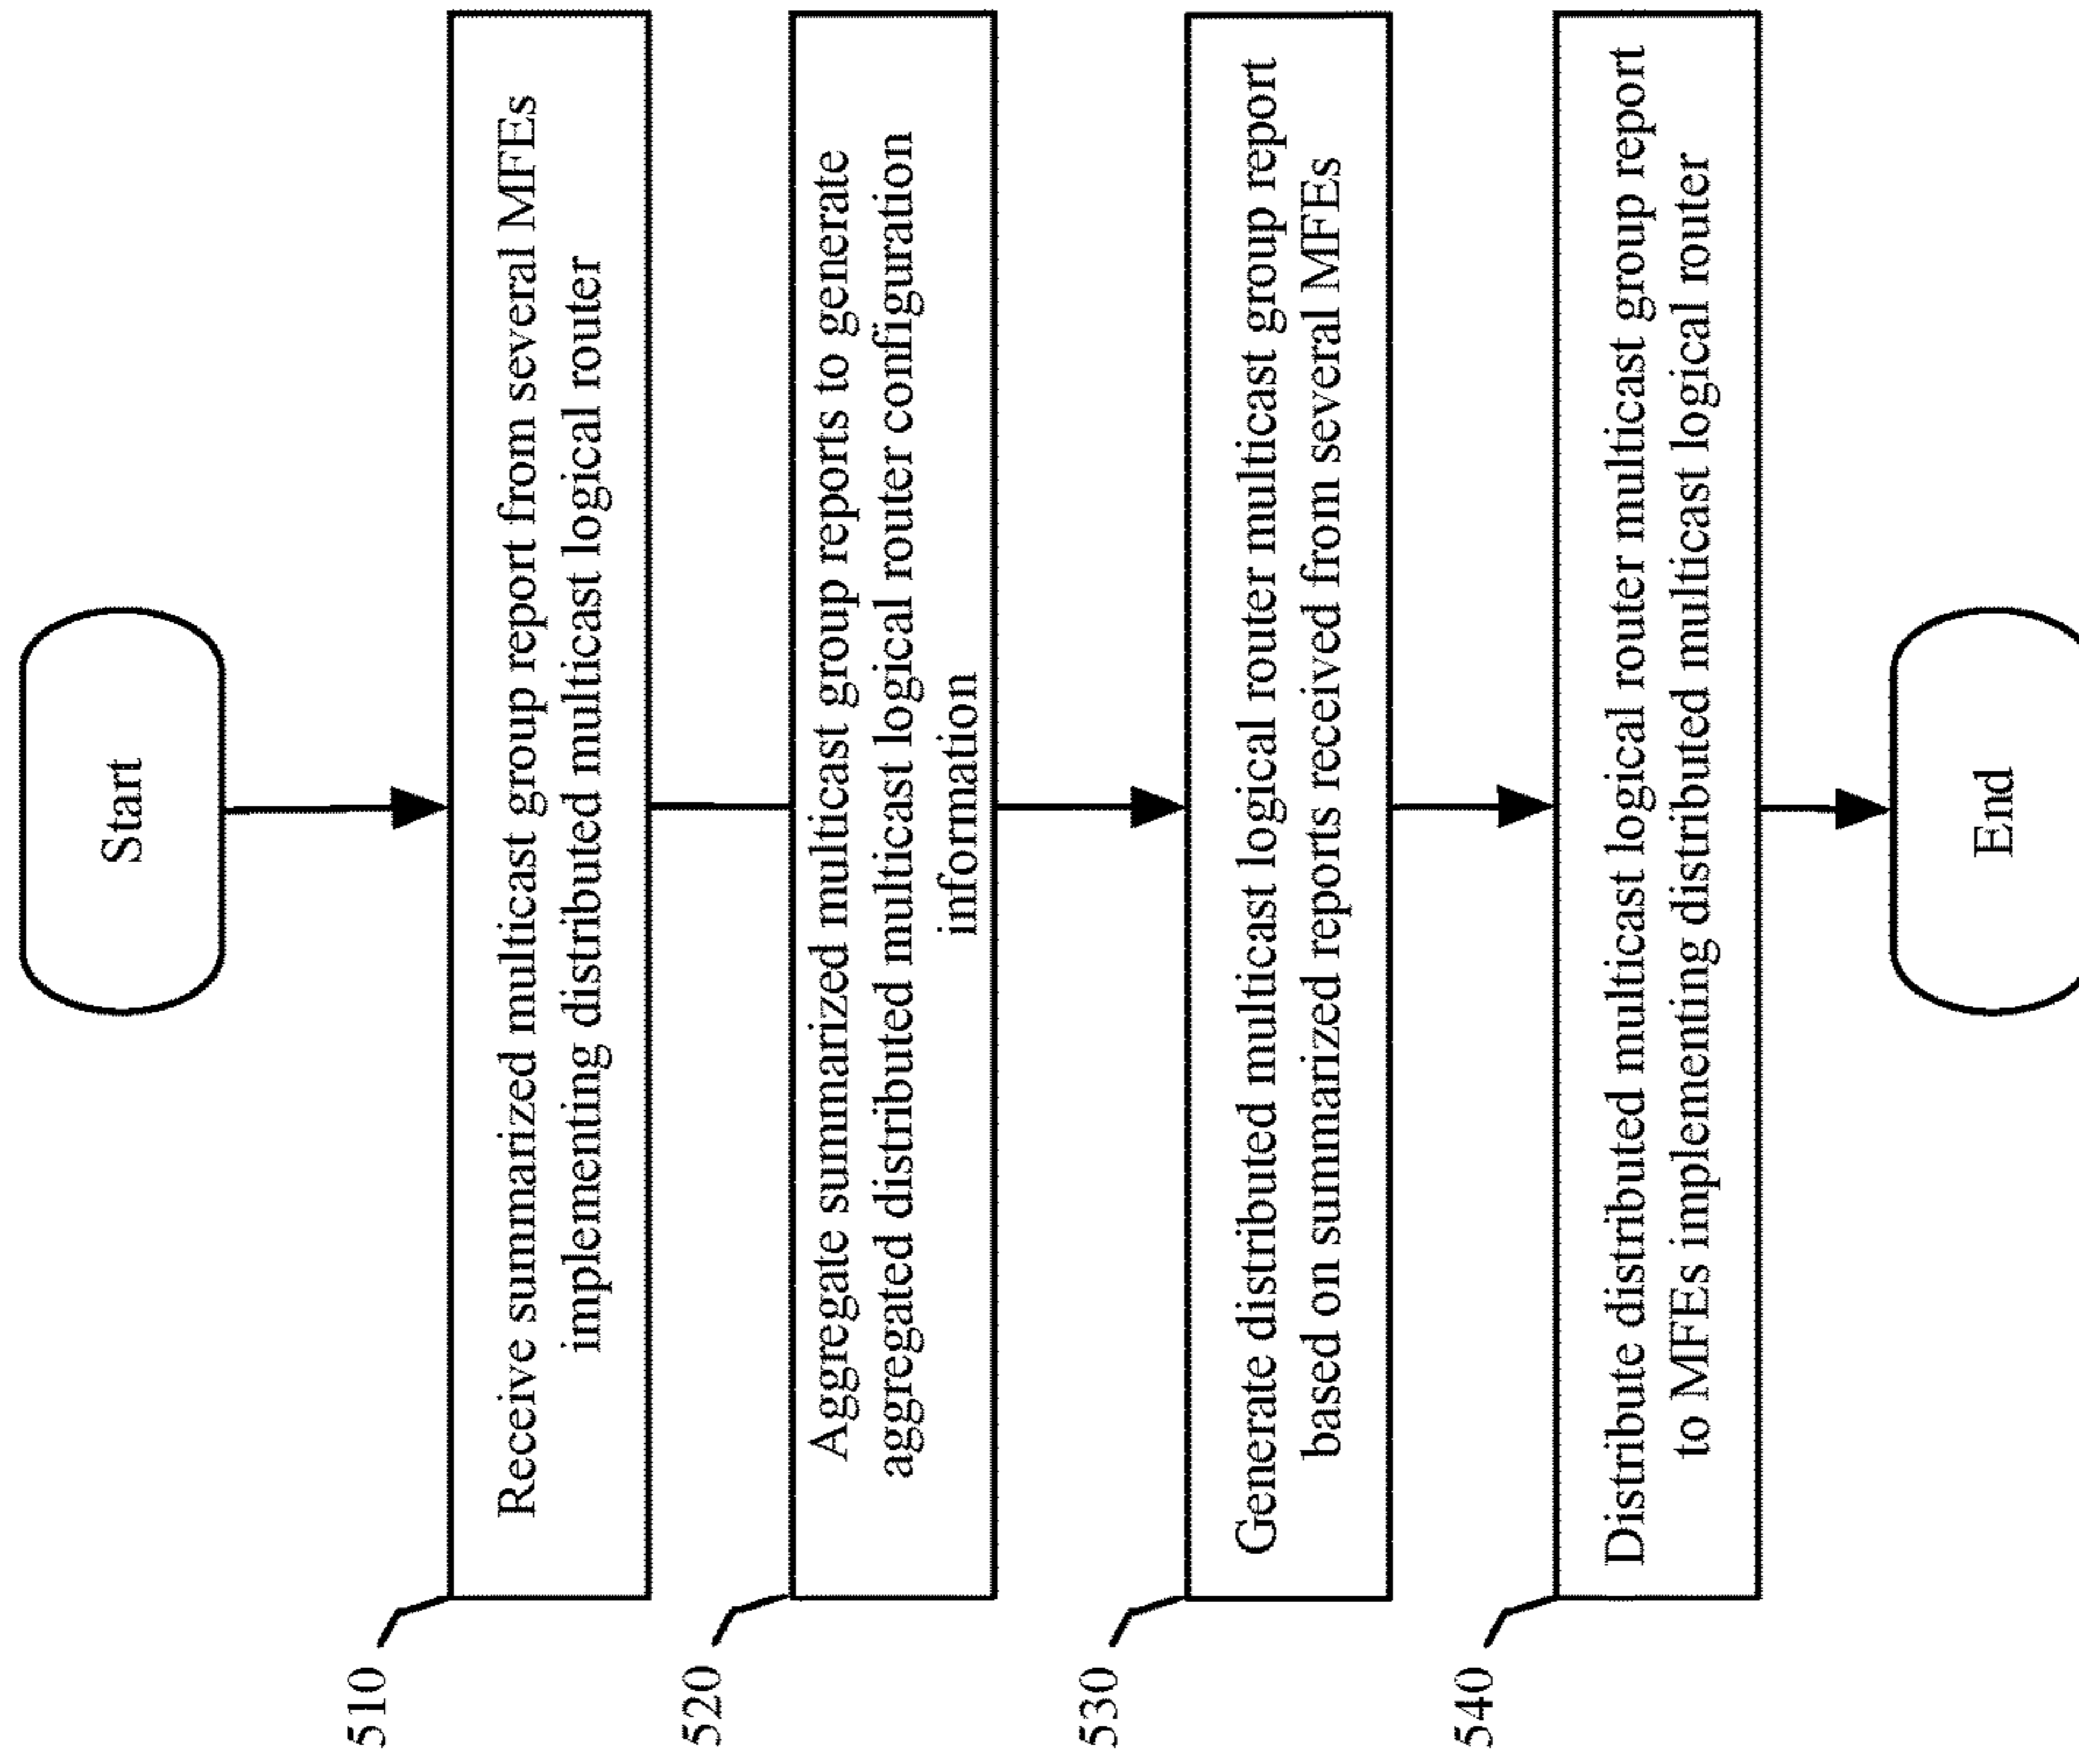 Start
510
Receive summarized multicast group report from several MFEs
implementing distributed multicast logical router
520
Aggregate summarized multicast group reports to generate
aggregated distributed multicast logical router configuration
information
530
Generate distributed multicast logical router multicast group report
based on summarized reports received from several MFEs
540
Distribute distributed multicast logical router multicast group report
to MFEs implementing distributed multicast logical router
End